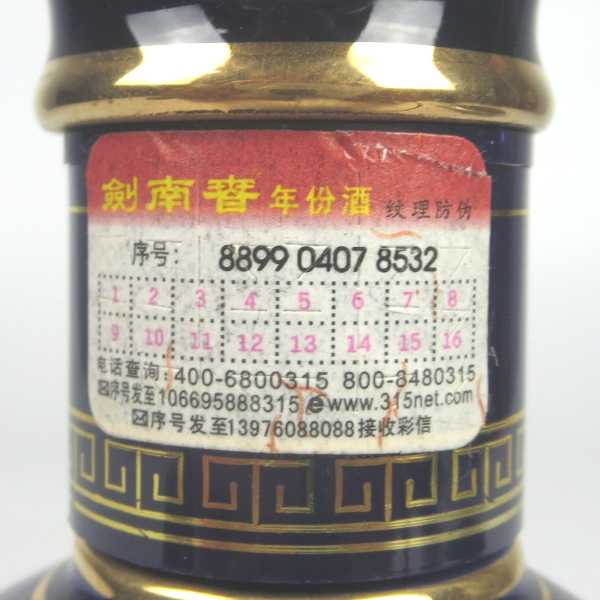 劍南春 年份酒 纹理防伪
序号: 8899 0407 8532
1 2 3 4 5 6 7 8
9 10 11 12 13 14 15 16
电话查询:400-6800315 800-8480315
序号发至106695888315 www.315net.com
序号发至13976088088接收彩信